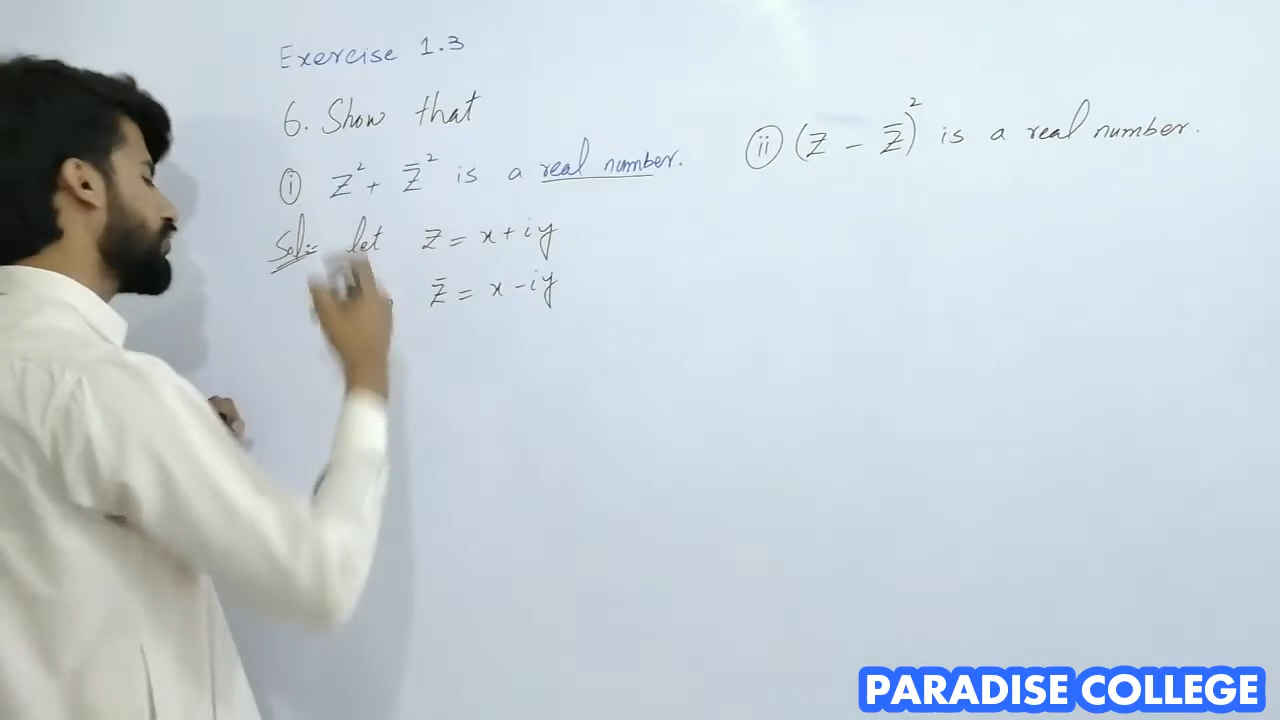 Exercise 1.3
6. Show that
(i) z² + z̄² is a real number.
Sol:= let z = x + iy
z̄ = x - iy
(ii) (z - z̄)² is a real number.
PARADISE COLLEGE